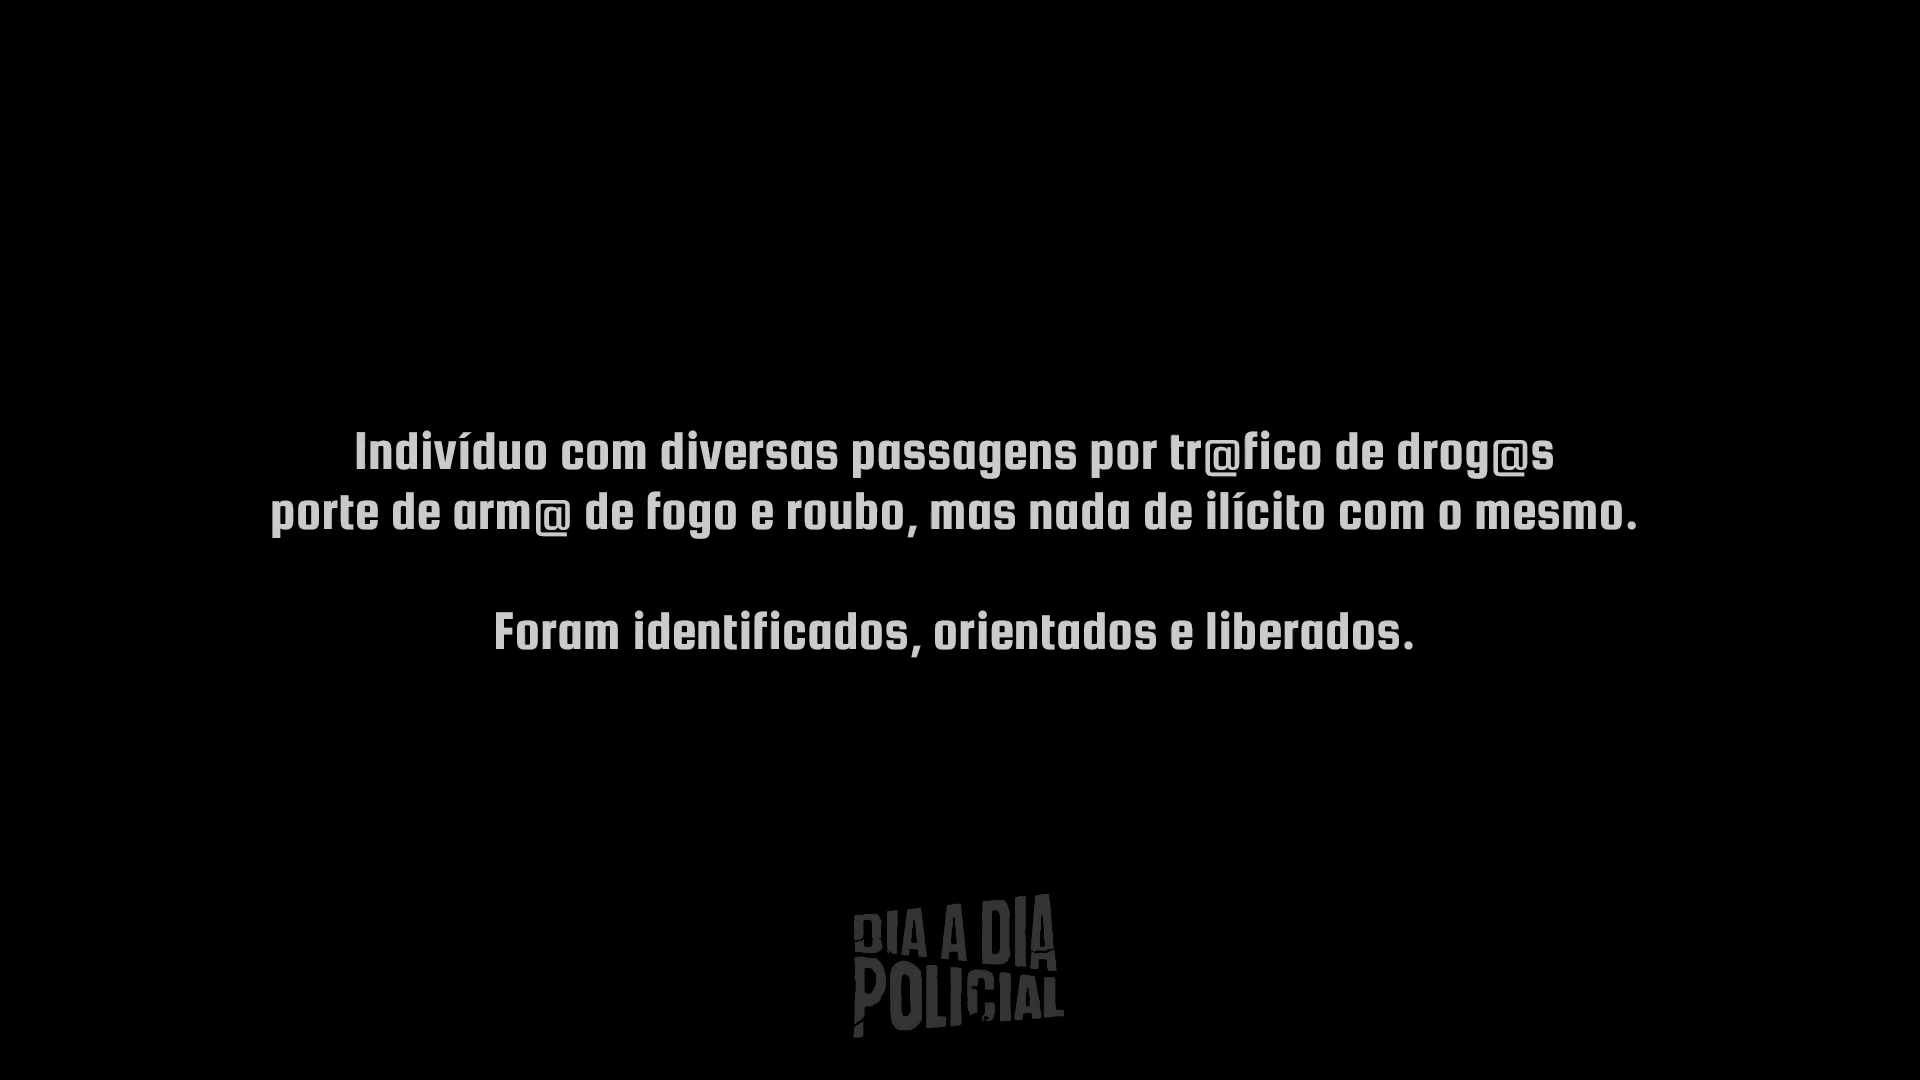 Indivíduo com diversas passagens por tr@fico de drog@s
porte de arm@ de fogo e roubo, mas nada de ilícito com o mesmo.
Foram identificados, orientados e liberados.
DIA A DIA
POLICIAL